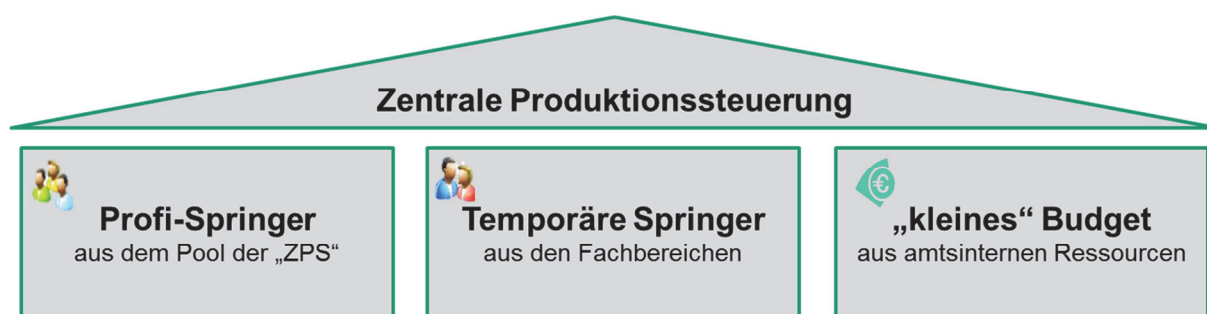 Zentrale Produktionssteuerung
Profi-Springer
aus dem Pool der „ZPS“
Temporäre Springer
aus den Fachbereichen
„kleines“ Budget
aus amtsinternen Ressourcen